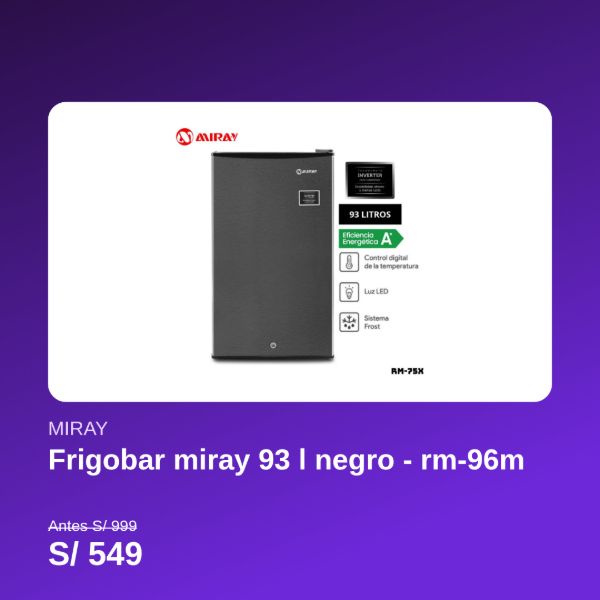 MIRAY
INVERTER
93 LITROS
Eficiencia
Energética A+
Control digital
de la temperatura
Luz LED
Sistema
Frost
RM-75X
MIRAY
Frigobar miray 93 l negro - rm-96m
Antes S/ 999
S/ 549